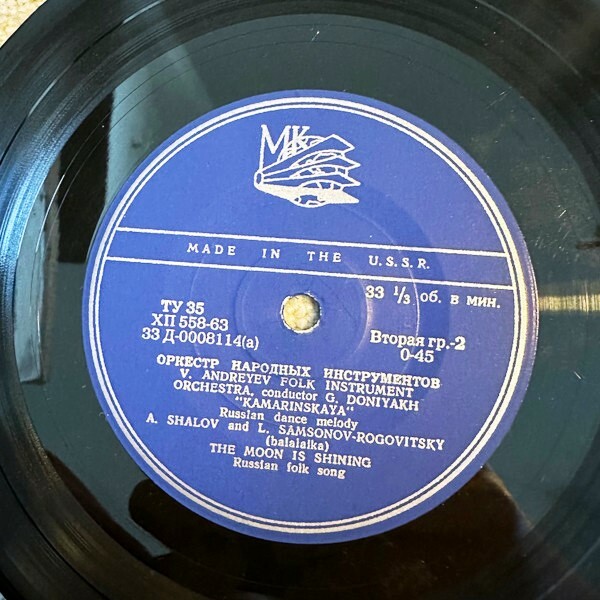 МК
MADE IN THE U.S.S.R.
33 1/3 об. в мин.
ТУ 35
ХП 558-63
33 Д-0008114(а)
Вторая гр.-2
0-45
ОРКЕСТР НАРОДНЫХ ИНСТРУМЕНТОВ
V. ANDREYEV FOLK INSTRUMENT
ORCHESTRA, conductor G. DONIYAKH
"KAMARINSKAYA"
Russian dance melody
A. SHALOV and L. SAMSONOV-ROGOVITSKY
(balalaika)
THE MOON IS SHINING
Russian folk song